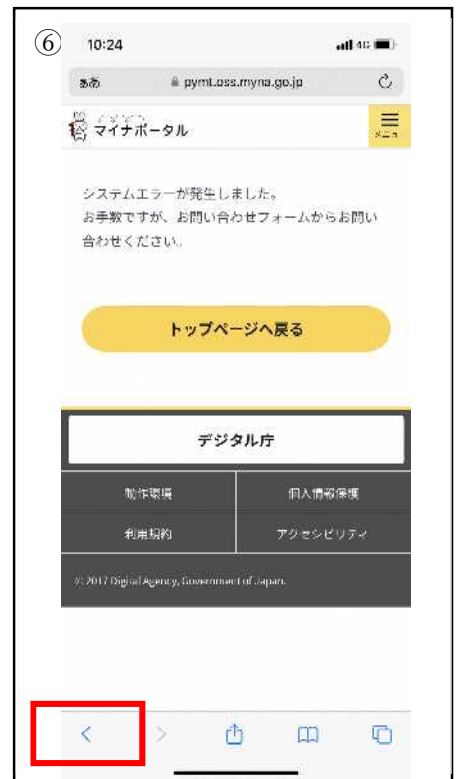 ⑥
10:24
4G
ああ
pymt.oss.myna.go.jp
マイナポータル
メニュー
システムエラーが発生しました。
お手数ですが、お問い合わせフォームからお問い
合わせください。
トップページへ戻る
デジタル庁
動作環境
個人情報保護
利用規約
アクセシビリティ
© 2017 Digital Agency, Government of Japan.